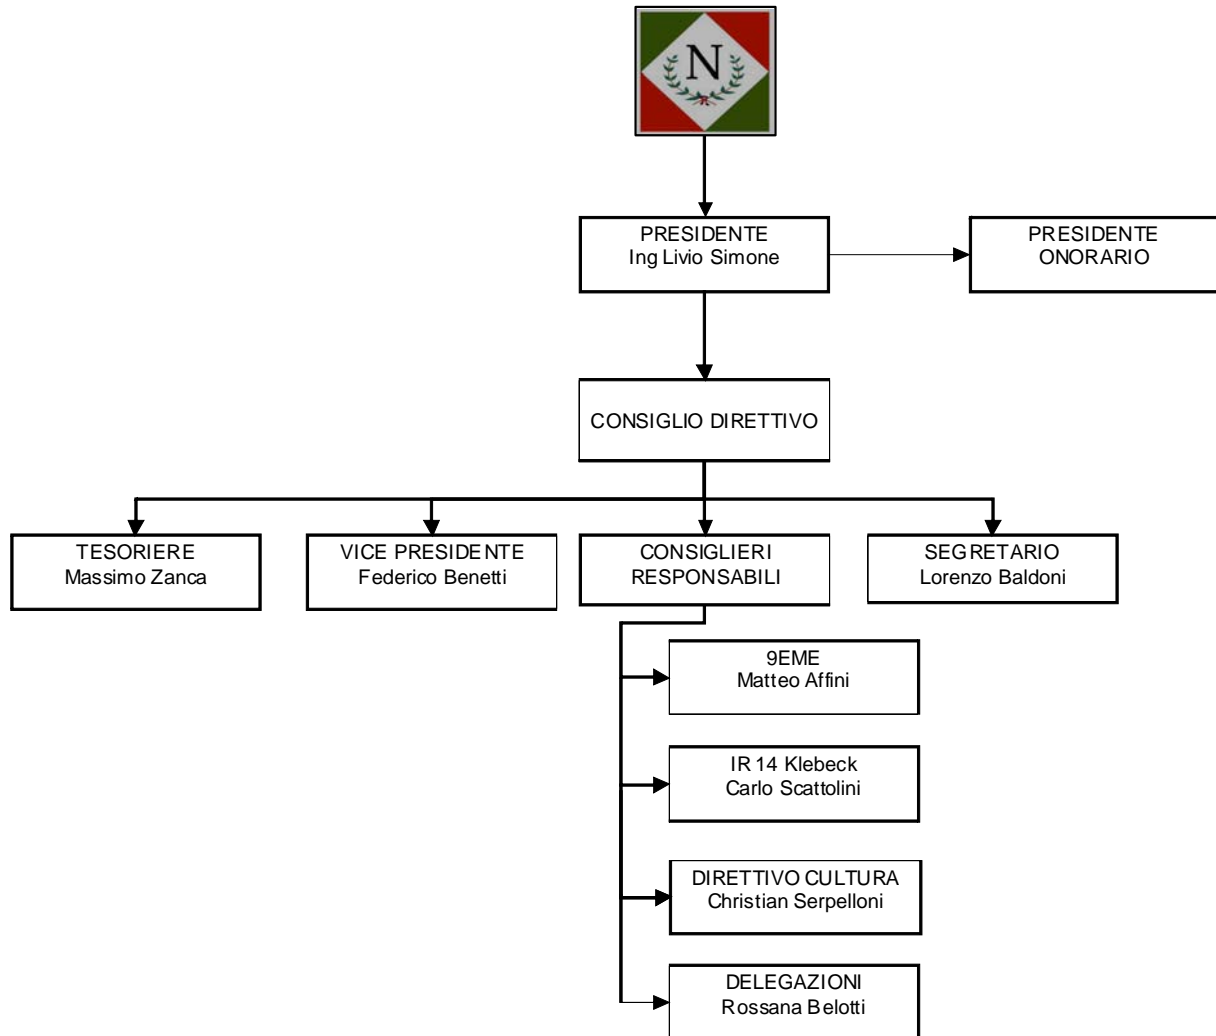 N
PRESIDENTE
Ing Livio Simone
PRESIDENTE
ONORARIO
CONSIGLIO DIRETTIVO
TESORIERE
Massimo Zanca
VICE PRESIDENTE
Federico Benetti
CONSIGLIERI
RESPONSABILI
SEGRETARIO
Lorenzo Baldoni
9EME
Matteo Affini
IR 14 Klebeck
Carlo Scattolini
DIRETTIVO CULTURA
Christian Serpelloni
DELEGAZIONI
Rossana Belotti